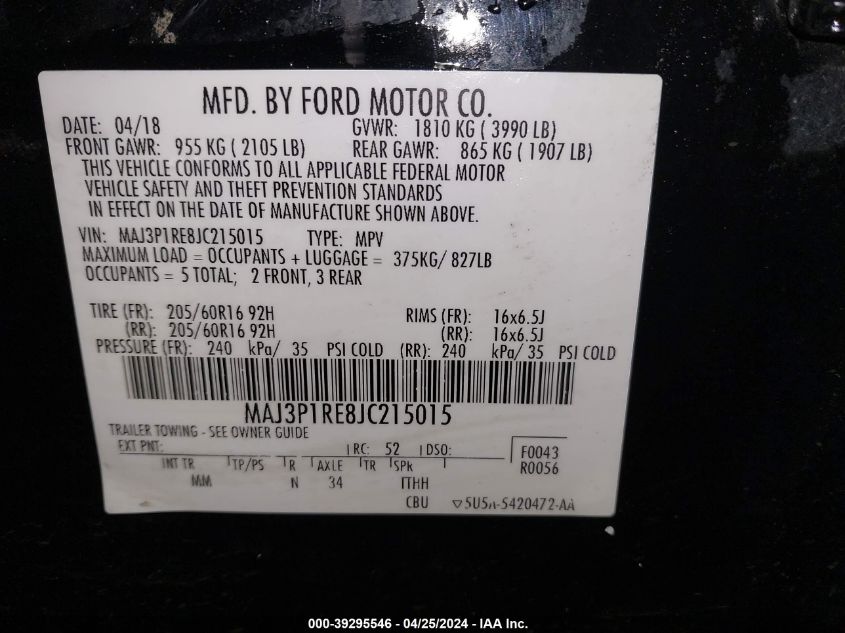 MFD. BY FORD MOTOR CO.
DATE: 04/18 GVWR: 1810 KG ( 3990 LB)
FRONT GAWR: 955 KG ( 2105 LB) REAR GAWR: 865 KG ( 1907 LB)
THIS VEHICLE CONFORMS TO ALL APPLICABLE FEDERAL MOTOR
VEHICLE SAFETY AND THEFT PREVENTION STANDARDS
IN EFFECT ON THE DATE OF MANUFACTURE SHOWN ABOVE.
VIN: MAJ3P1RE8JC215015 TYPE: MPV
MAXIMUM LOAD = OCCUPANTS + LUGGAGE = 375KG/ 827LB
OCCUPANTS = 5 TOTAL; 2 FRONT, 3 REAR
TIRE (FR): 205/60R16 92H RIMS (FR): 16x6.5J
(RR): 205/60R16 92H (RR): 16x6.5J
PRESSURE (FR): 240 kPa/ 35 PSI COLD (RR): 240 kPa/ 35 PSI COLD
MAJ3P1RE8JC215015
TRAILER TOWING - SEE OWNER GUIDE
EXT PNT: RC: 52 DSO: F0043
INT TR TP/PS R AXLE TR SPK R0056
MM N 34 ITHH
CBU 5U5A-5420472-AA
000-39295546 - 04/25/2024 - IAA Inc.